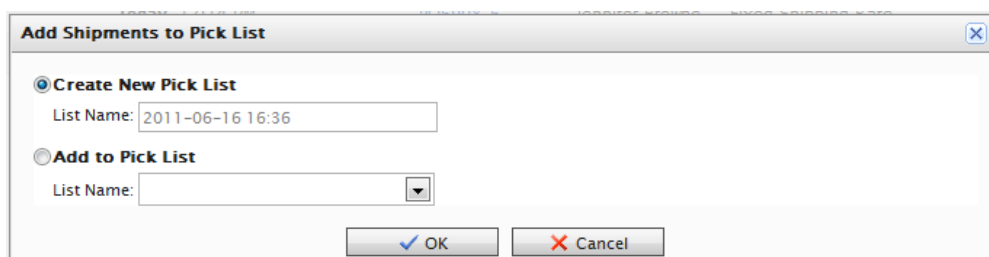 Add Shipments to Pick List
Create New Pick List
List Name: 2011-06-16 16:36
Add to Pick List
List Name:
OK Cancel